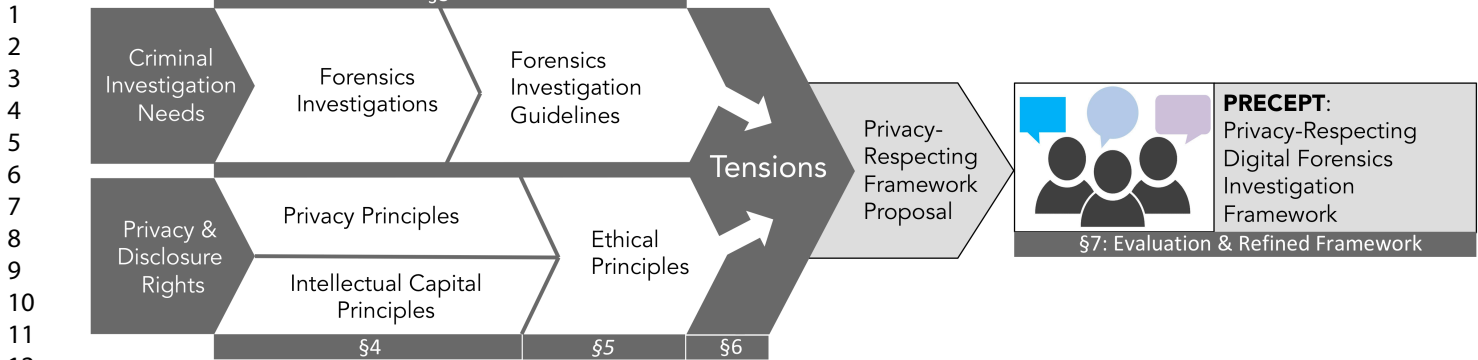 1
2
3
4
5
6
7
8
9
10
11
Criminal
Investigation
Needs
Forensics
Investigations
Forensics
Investigation
Guidelines
Privacy &
Disclosure
Rights
Privacy Principles
Intellectual Capital
Principles
Ethical
Principles
Tensions
Privacy-
Respecting
Framework
Proposal
PRECEPT:
Privacy-Respecting
Digital Forensics
Investigation
Framework
§7: Evaluation & Refined Framework
§4
§5
§6